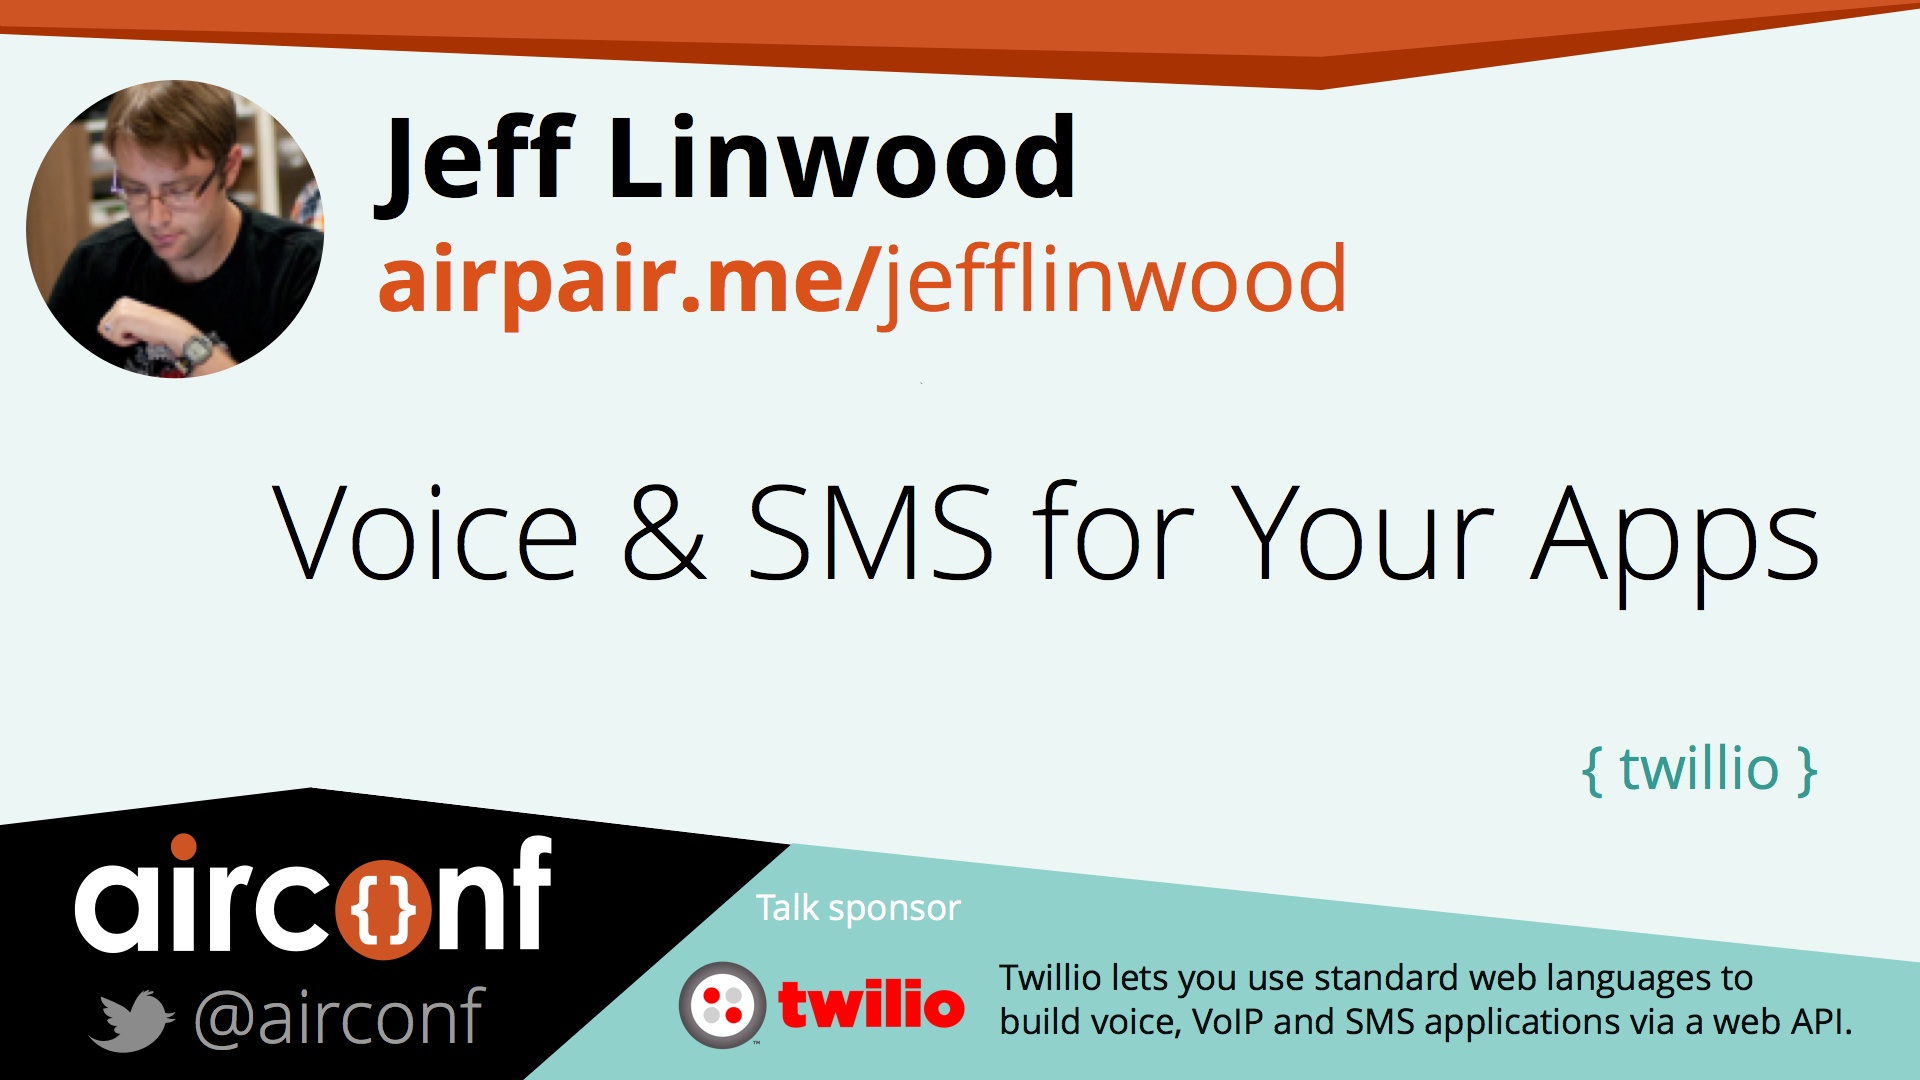 Jeff Linwood
airpair.me/jefflinwood
Voice & SMS for Your Apps
{ twillio }
airc{}nf
@airconf
Talk sponsor
twilio
™
Twillio lets you use standard web languages to
build voice, VoIP and SMS applications via a web API.